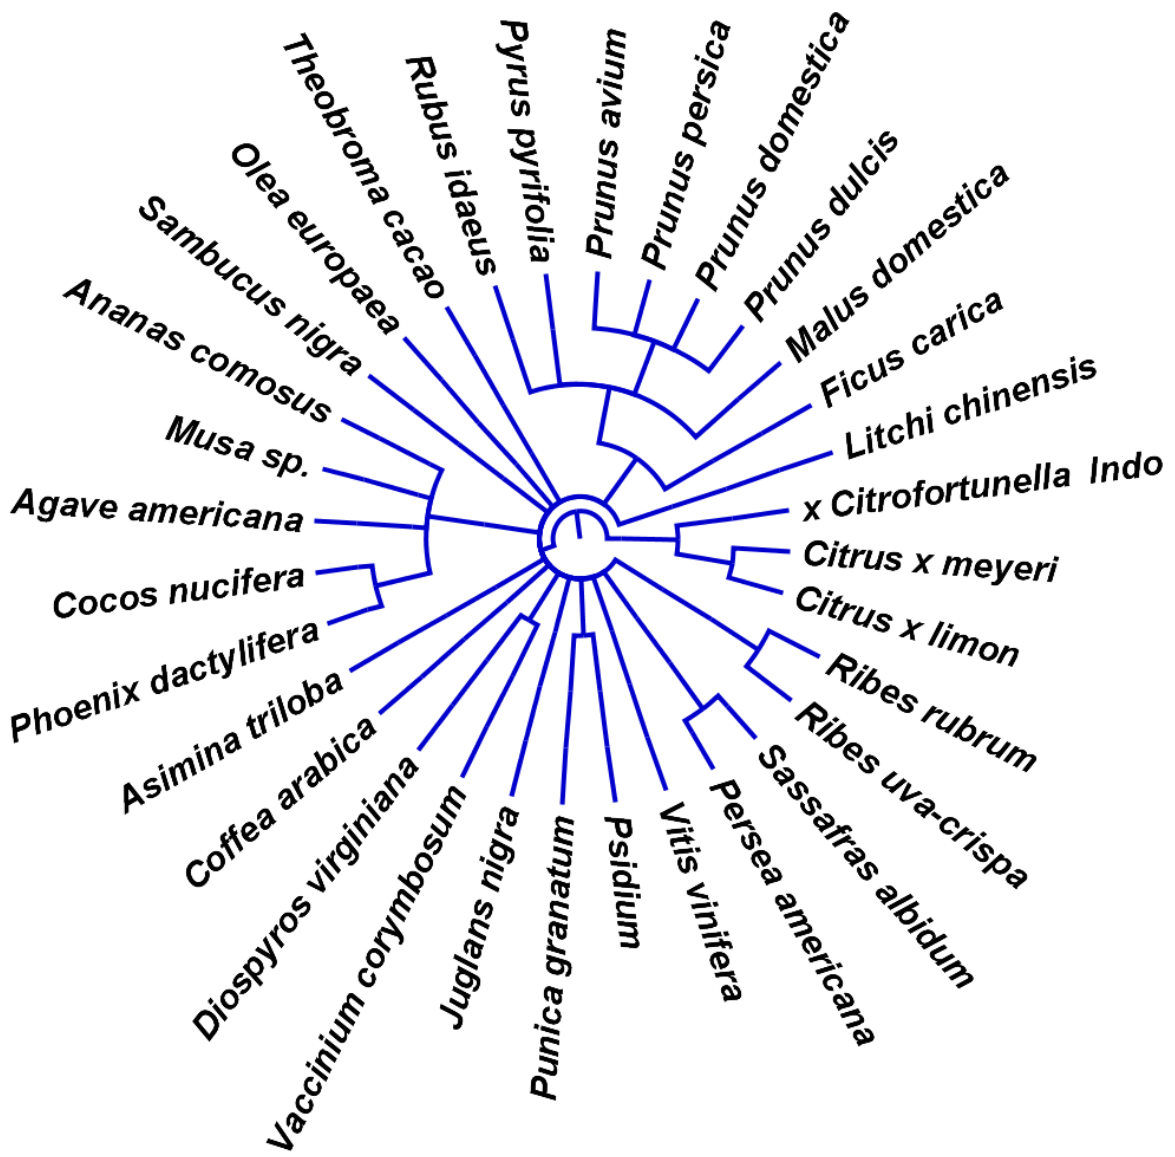 Theobroma cacao
Rubus idaeus
Pyrus pyrifolia
Prunus avium
Prunus persica
Prunus domestica
Prunus dulcis
Malus domestica
Ficus carica
Litchi chinensis
x Citrofortunella Indo
Citrus x meyeri
Citrus x limon
Ribes rubrum
Ribes uva-crispa
Sassafras albidum
Persea americana
Vitis vinifera
Psidium
Punica granatum
Juglans nigra
Vaccinium corymbosum
Diospyros virginiana
Coffea arabica
Asimina triloba
Phoenix dactylifera
Cocos nucifera
Agave americana
Musa sp.
Ananas comosus
Sambucus nigra
Olea europaea